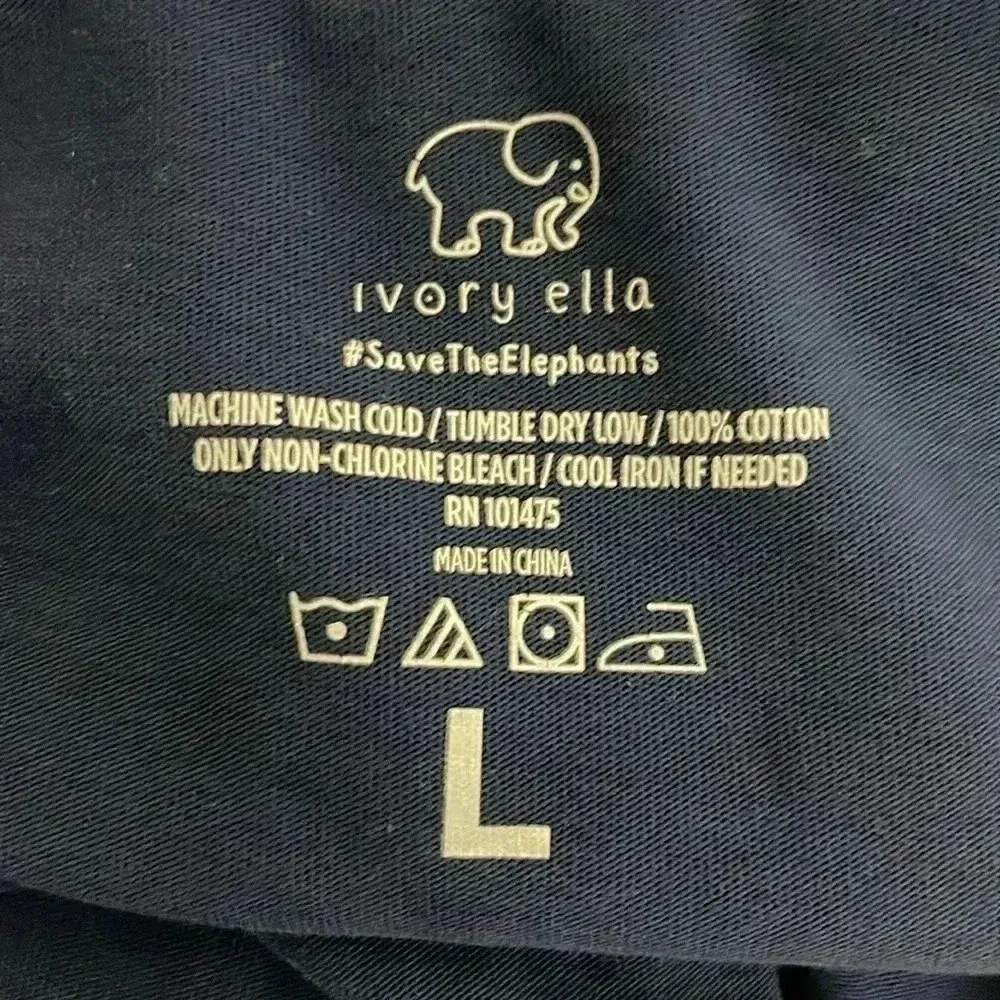 ivory ella
#SaveTheElephants
MACHINE WASH COLD / TUMBLE DRY LOW / 100% COTTON
ONLY NON-CHLORINE BLEACH / COOL IRON IF NEEDED
RN 101475
MADE IN CHINA
L